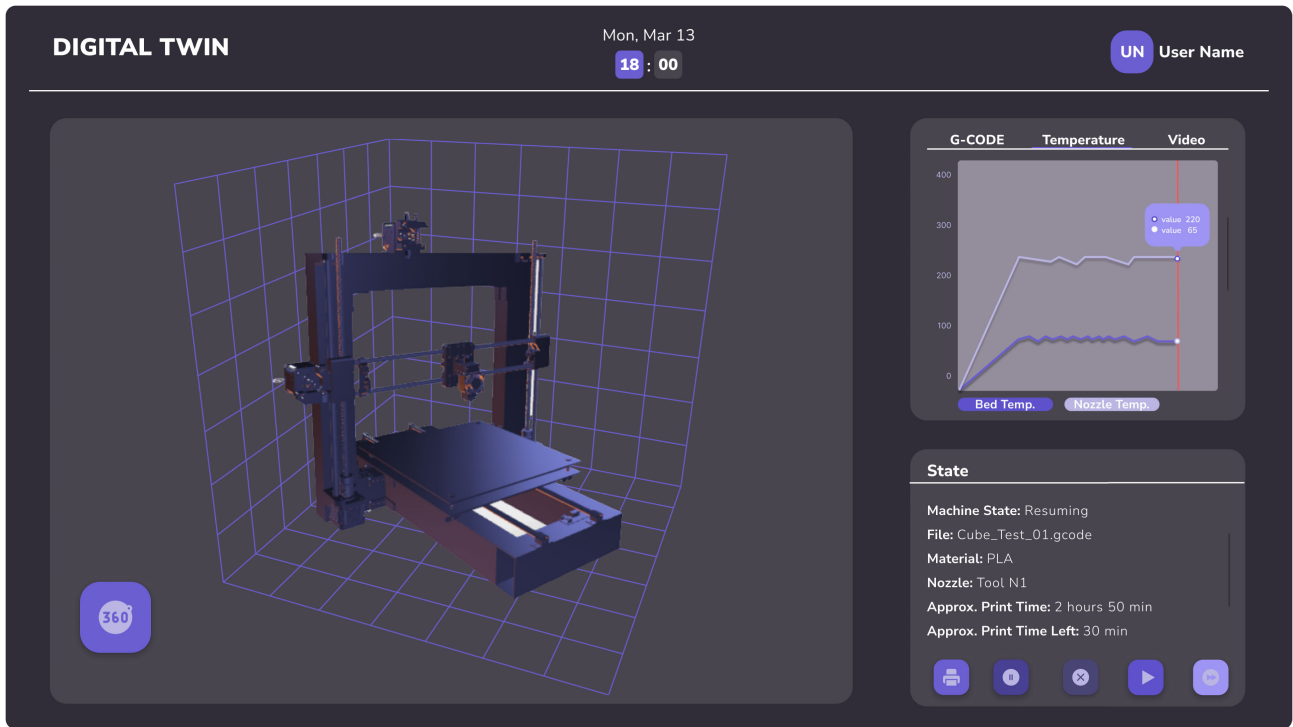 DIGITAL TWIN
Mon, Mar 13
18 : 00
UN User Name
360°
G-CODE Temperature Video
400
300
200
100
0
value 220
value 65
Bed Temp. Nozzle Temp.
State
Machine State: Resuming
File: Cube_Test_01.gcode
Material: PLA
Nozzle: Tool N1
Approx. Print Time: 2 hours 50 min
Approx. Print Time Left: 30 min